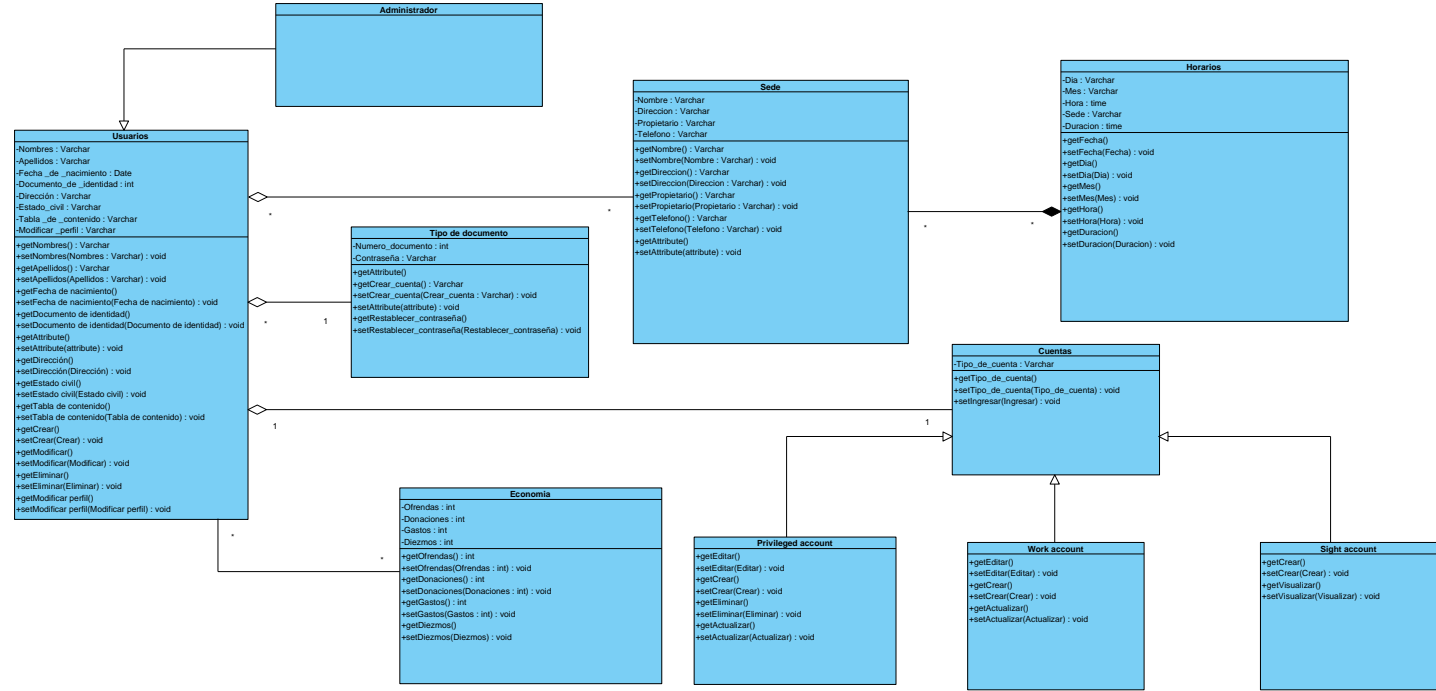 Administrador
Usuarios
-Nombres : Varchar
-Apellidos : Varchar
-Fecha _de _nacimiento : Date
-Documento_de _identidad : int
-Dirección : Varchar
-Estado_civil : Varchar
-Tabla _de _contenido : Varchar
-Modificar _perfil : Varchar
+getNombres() : Varchar
+setNombres(Nombres : Varchar) : void
+getApellidos() : Varchar
+setApellidos(Apellidos : Varchar) : void
+getFecha de nacimiento()
+setFecha de nacimiento(Fecha de nacimiento) : void
+getDocumento de identidad()
+setDocumento de identidad(Documento de identidad) : void
+getAttribute()
+setAttribute(attribute) : void
+getDirección()
+setDirección(Dirección) : void
+getEstado civil()
+setEstado civil(Estado civil) : void
+getTabla de contenido()
+setTabla de contenido(Tabla de contenido) : void
+getCrear()
+setCrear(Crear) : void
+getModificar()
+setModificar(Modificar) : void
+getEliminar()
+setEliminar(Eliminar) : void
+getModificar perfil()
+setModificar perfil(Modificar perfil) : void
*
*
*
1
1
1
*
*
Tipo de documento
-Numero_documento : int
-Contraseña : Varchar
+getAttribute()
+getCrear_cuenta() : Varchar
+setCrear_cuenta(Crear_cuenta : Varchar) : void
+setAttribute(attribute) : void
+getRestablecer_contraseña()
+setRestablecer_contraseña(Restablecer_contraseña) : void
Sede
-Nombre : Varchar
-Direccion : Varchar
-Propietario : Varchar
-Telefono : Varchar
+getNombre() : Varchar
+setNombre(Nombre : Varchar) : void
+getDireccion() : Varchar
+setDireccion(Direccion : Varchar) : void
+getPropietario() : Varchar
+setPropietario(Propietario : Varchar) : void
+getTelefono() : Varchar
+setTelefono(Telefono : Varchar) : void
+getAttribute()
+setAttribute(attribute) : void
*
*
Horarios
-Dia : Varchar
-Mes : Varchar
-Hora : time
-Sede : Varchar
-Duracion : time
+getFecha()
+setFecha(Fecha) : void
+getDia()
+setDia(Dia) : void
+getMes()
+setMes(Mes) : void
+getHora()
+setHora(Hora) : void
+getDuracion()
+setDuracion(Duracion) : void
Cuentas
-Tipo_de_cuenta : Varchar
+getTipo_de_cuenta()
+setTipo_de_cuenta(Tipo_de_cuenta) : void
+setIngresar(Ingresar) : void
Economia
-Ofrendas : int
-Donaciones : int
-Gastos : int
-Diezmos : int
+getOfrendas() : int
+setOfrendas(Ofrendas : int) : void
+getDonaciones() : int
+setDonaciones(Donaciones : int) : void
+getGastos() : int
+setGastos(Gastos : int) : void
+getDiezmos()
+setDiezmos(Diezmos) : void
Privileged account
+getEditar()
+setEditar(Editar) : void
+getCrear()
+setCrear(Crear) : void
+getEliminar()
+setEliminar(Eliminar) : void
+getActualizar()
+setActualizar(Actualizar) : void
Work account
+getEditar()
+setEditar(Editar) : void
+getCrear()
+setCrear(Crear) : void
+getActualizar()
+setActualizar(Actualizar) : void
Sight account
+getCrear()
+setCrear(Crear) : void
+getVisualizar()
+setVisualizar(Visualizar) : void